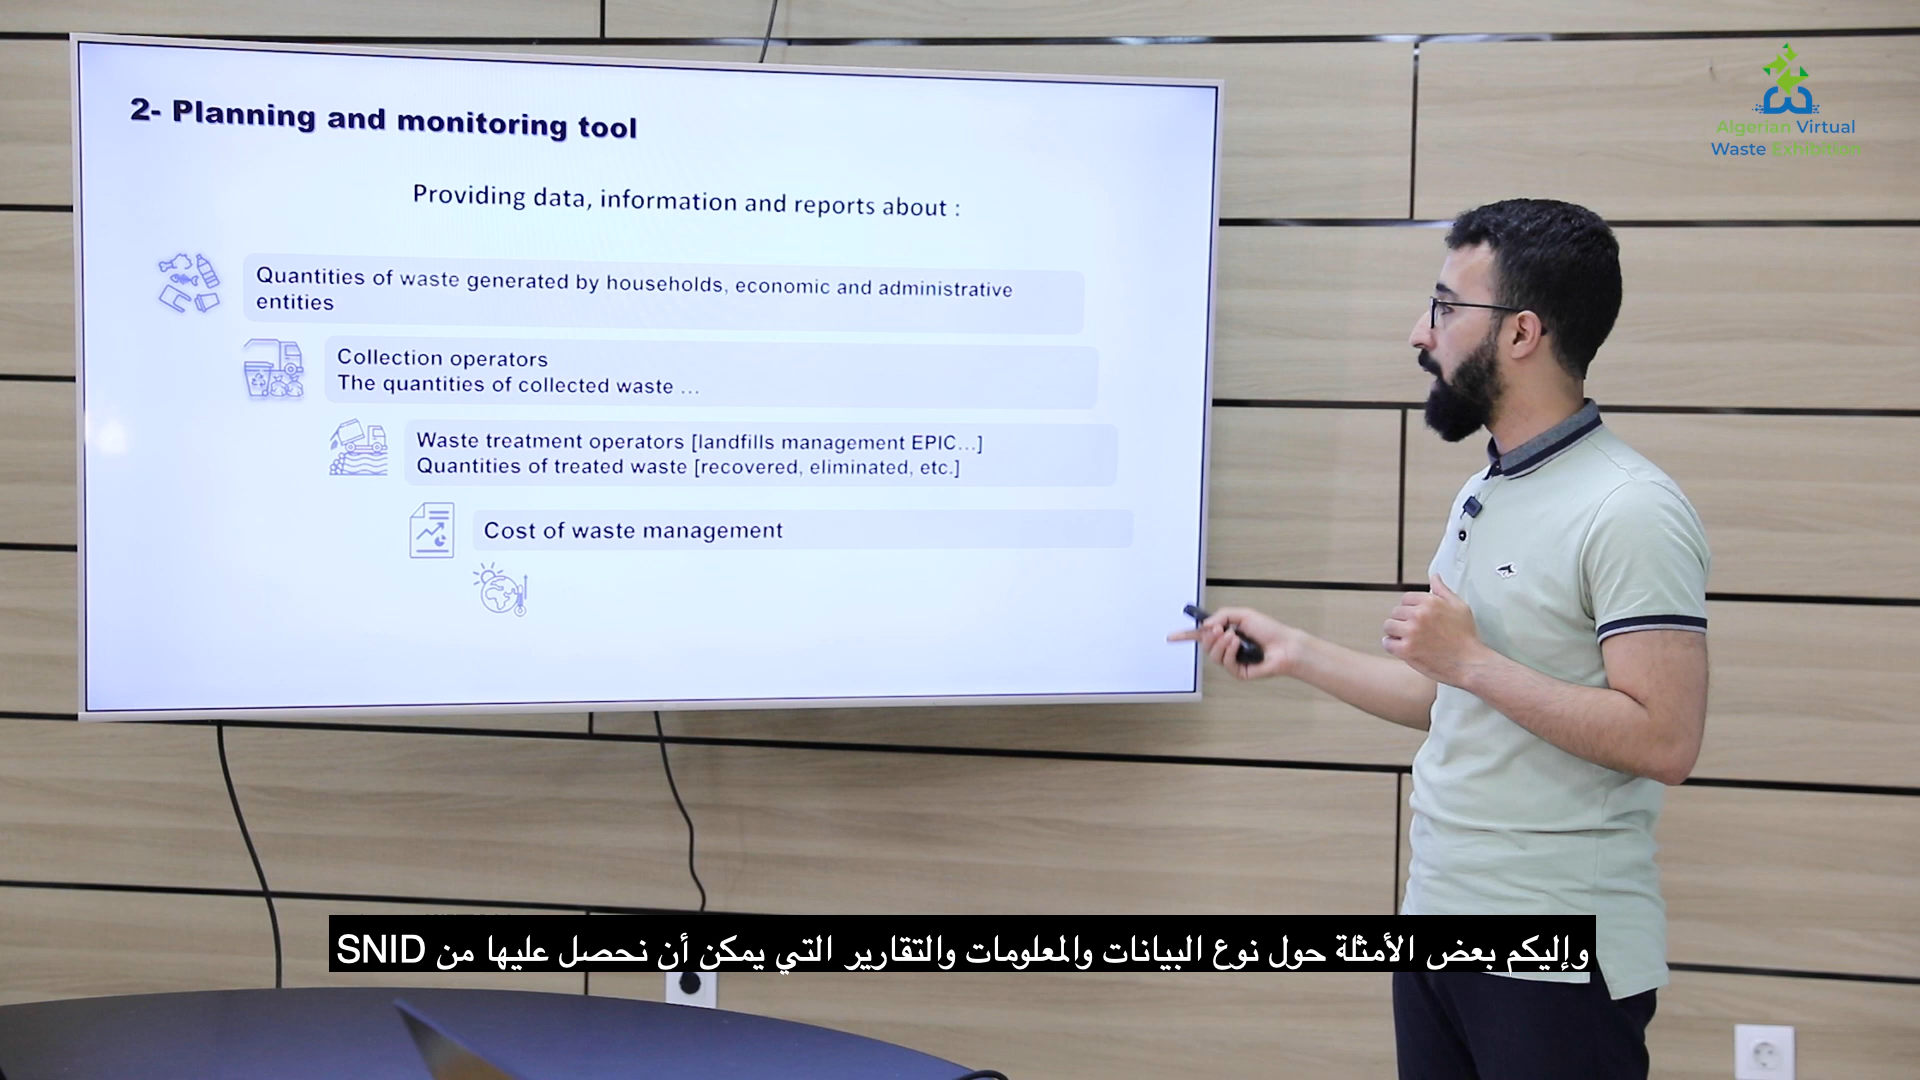 2- Planning and monitoring tool
Providing data, information and reports about :
Quantities of waste generated by households, economic and administrative
entities
Collection operators
The quantities of collected waste ...
Waste treatment operators [landfills management EPIC...]
Quantities of treated waste [recovered, eliminated, etc.]
Cost of waste management
Algerian Virtual
Waste Exhibition
وإليكم بعض الأمثلة حول نوع البيانات والمعلومات والتقارير التي يمكن أن نحصل عليها من SNID